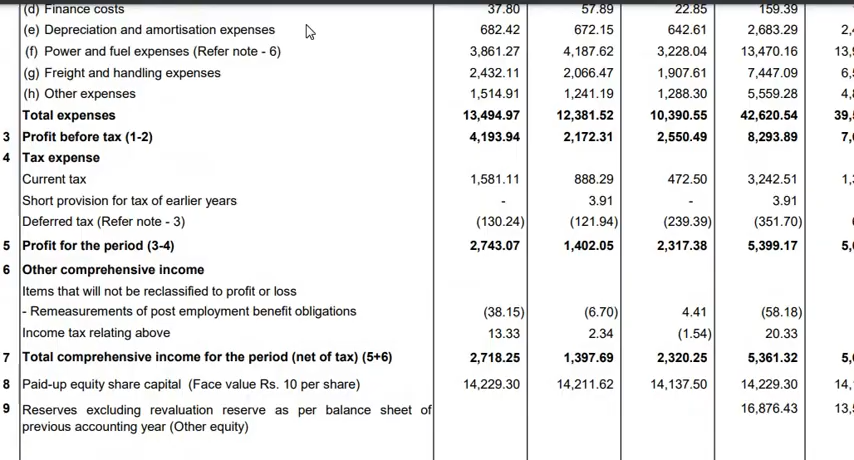 (d) Finance costs 37.80 57.89 22.85 159.39
(e) Depreciation and amortisation expenses 682.42 672.15 642.61 2,683.29
(f) Power and fuel expenses (Refer note - 6) 3,861.27 4,187.62 3,228.04 13,470.16
(g) Freight and handling expenses 2,432.11 2,066.47 1,907.61 7,447.09
(h) Other expenses 1,514.91 1,241.19 1,288.30 5,559.28
Total expenses 13,494.97 12,381.52 10,390.55 42,620.54
3 Profit before tax (1-2) 4,193.94 2,172.31 2,550.49 8,293.89
4 Tax expense
Current tax 1,581.11 888.29 472.50 3,242.51
Short provision for tax of earlier years - 3.91 - 3.91
Deferred tax (Refer note - 3) (130.24) (121.94) (239.39) (351.70)
5 Profit for the period (3-4) 2,743.07 1,402.05 2,317.38 5,399.17
6 Other comprehensive income
Items that will not be reclassified to profit or loss
- Remeasurements of post employment benefit obligations (38.15) (6.70) 4.41 (58.18)
Income tax relating above 13.33 2.34 (1.54) 20.33
7 Total comprehensive income for the period (net of tax) (5+6) 2,718.25 1,397.69 2,320.25 5,361.32
8 Paid-up equity share capital (Face value Rs. 10 per share) 14,229.30 14,211.62 14,137.50 14,229.30
9 Reserves excluding revaluation reserve as per balance sheet of 16,876.43
previous accounting year (Other equity)